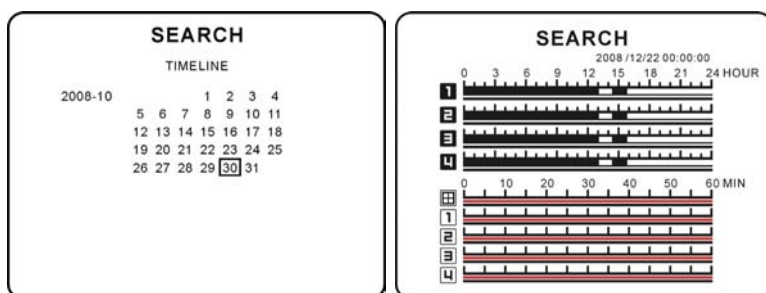 SEARCH
TIMELINE
2008-10 1 2 3 4
5 6 7 8 9 10 11
12 13 14 15 16 17 18
19 20 21 22 23 24 25
26 27 28 29 30 31
SEARCH
2008 /12/22 00:00:00
0 3 6 9 12 15 18 21 24 HOUR
1
2
3
4
0 10 20 30 40 50 60 MIN
1
2
3
4